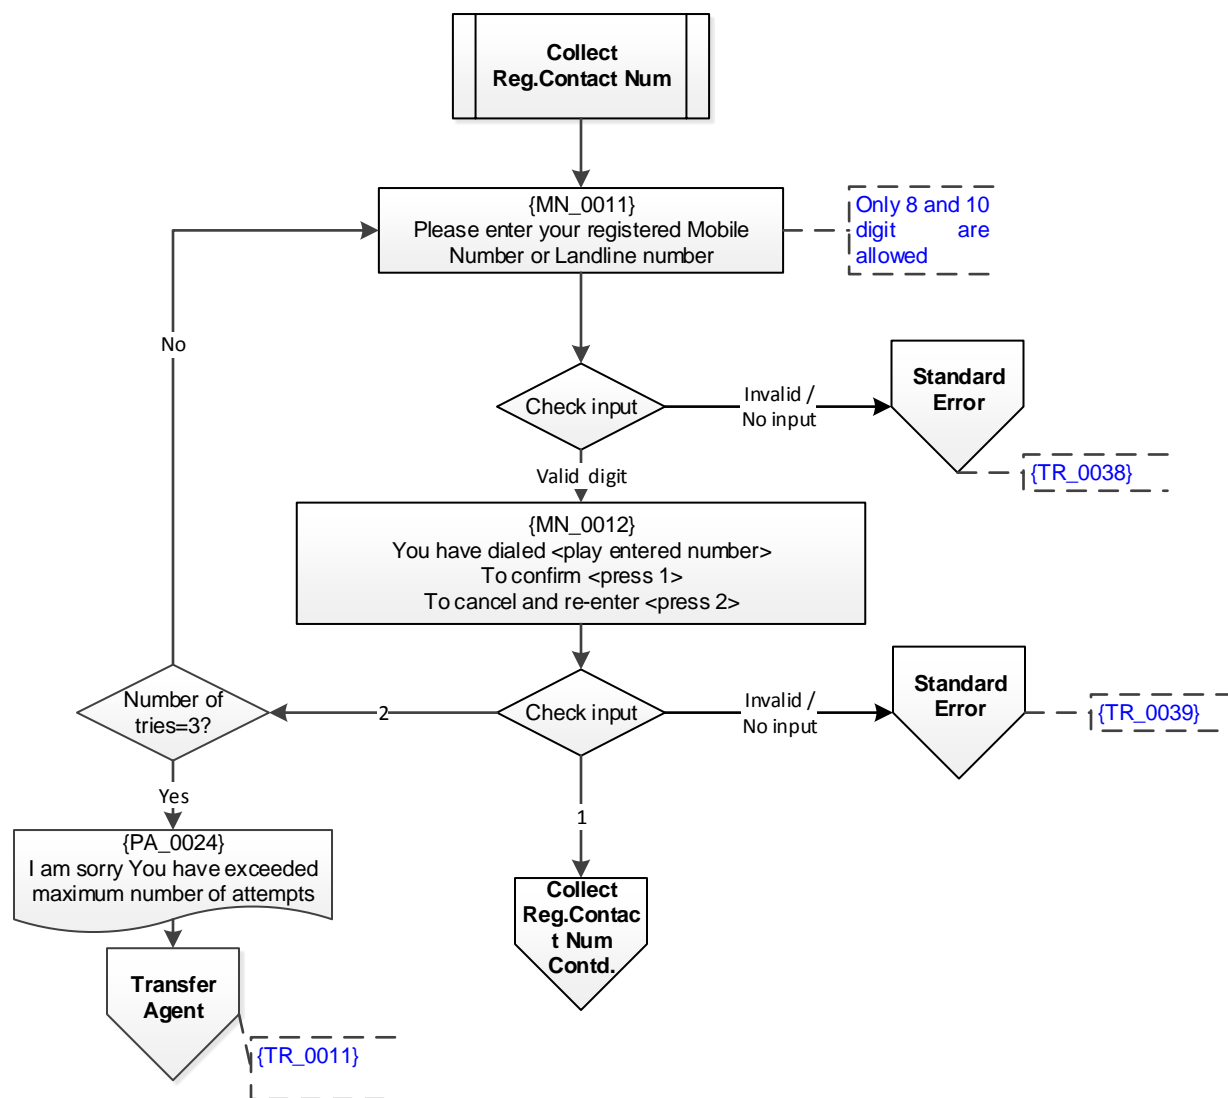 Collect
Reg.Contact Num
{MN_0011}
Please enter your registered Mobile
Number or Landline number
Only 8 and 10
digit are
allowed
No
Check input
Invalid /
No input
Standard
Error
{TR_0038}
Valid digit
{MN_0012}
You have dialed <play entered number>
To confirm <press 1>
To cancel and re-enter <press 2>
Number of
tries=3?
2
Check input
Invalid /
No input
Standard
Error
{TR_0039}
Yes
1
{PA_0024}
I am sorry You have exceeded
maximum number of attempts
Collect
Reg.Contac
t Num
Contd.
Transfer
Agent
{TR_0011}